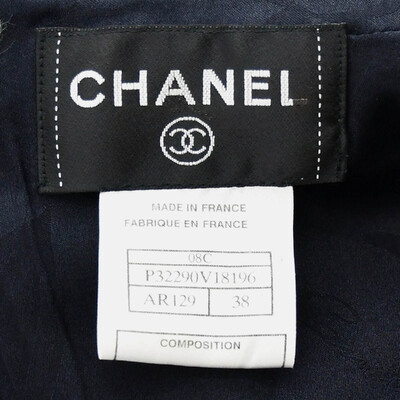 CHANEL
MADE IN FRANCE
FABRIQUE EN FRANCE
08C
P32290V18196
AR129 38
COMPOSITION